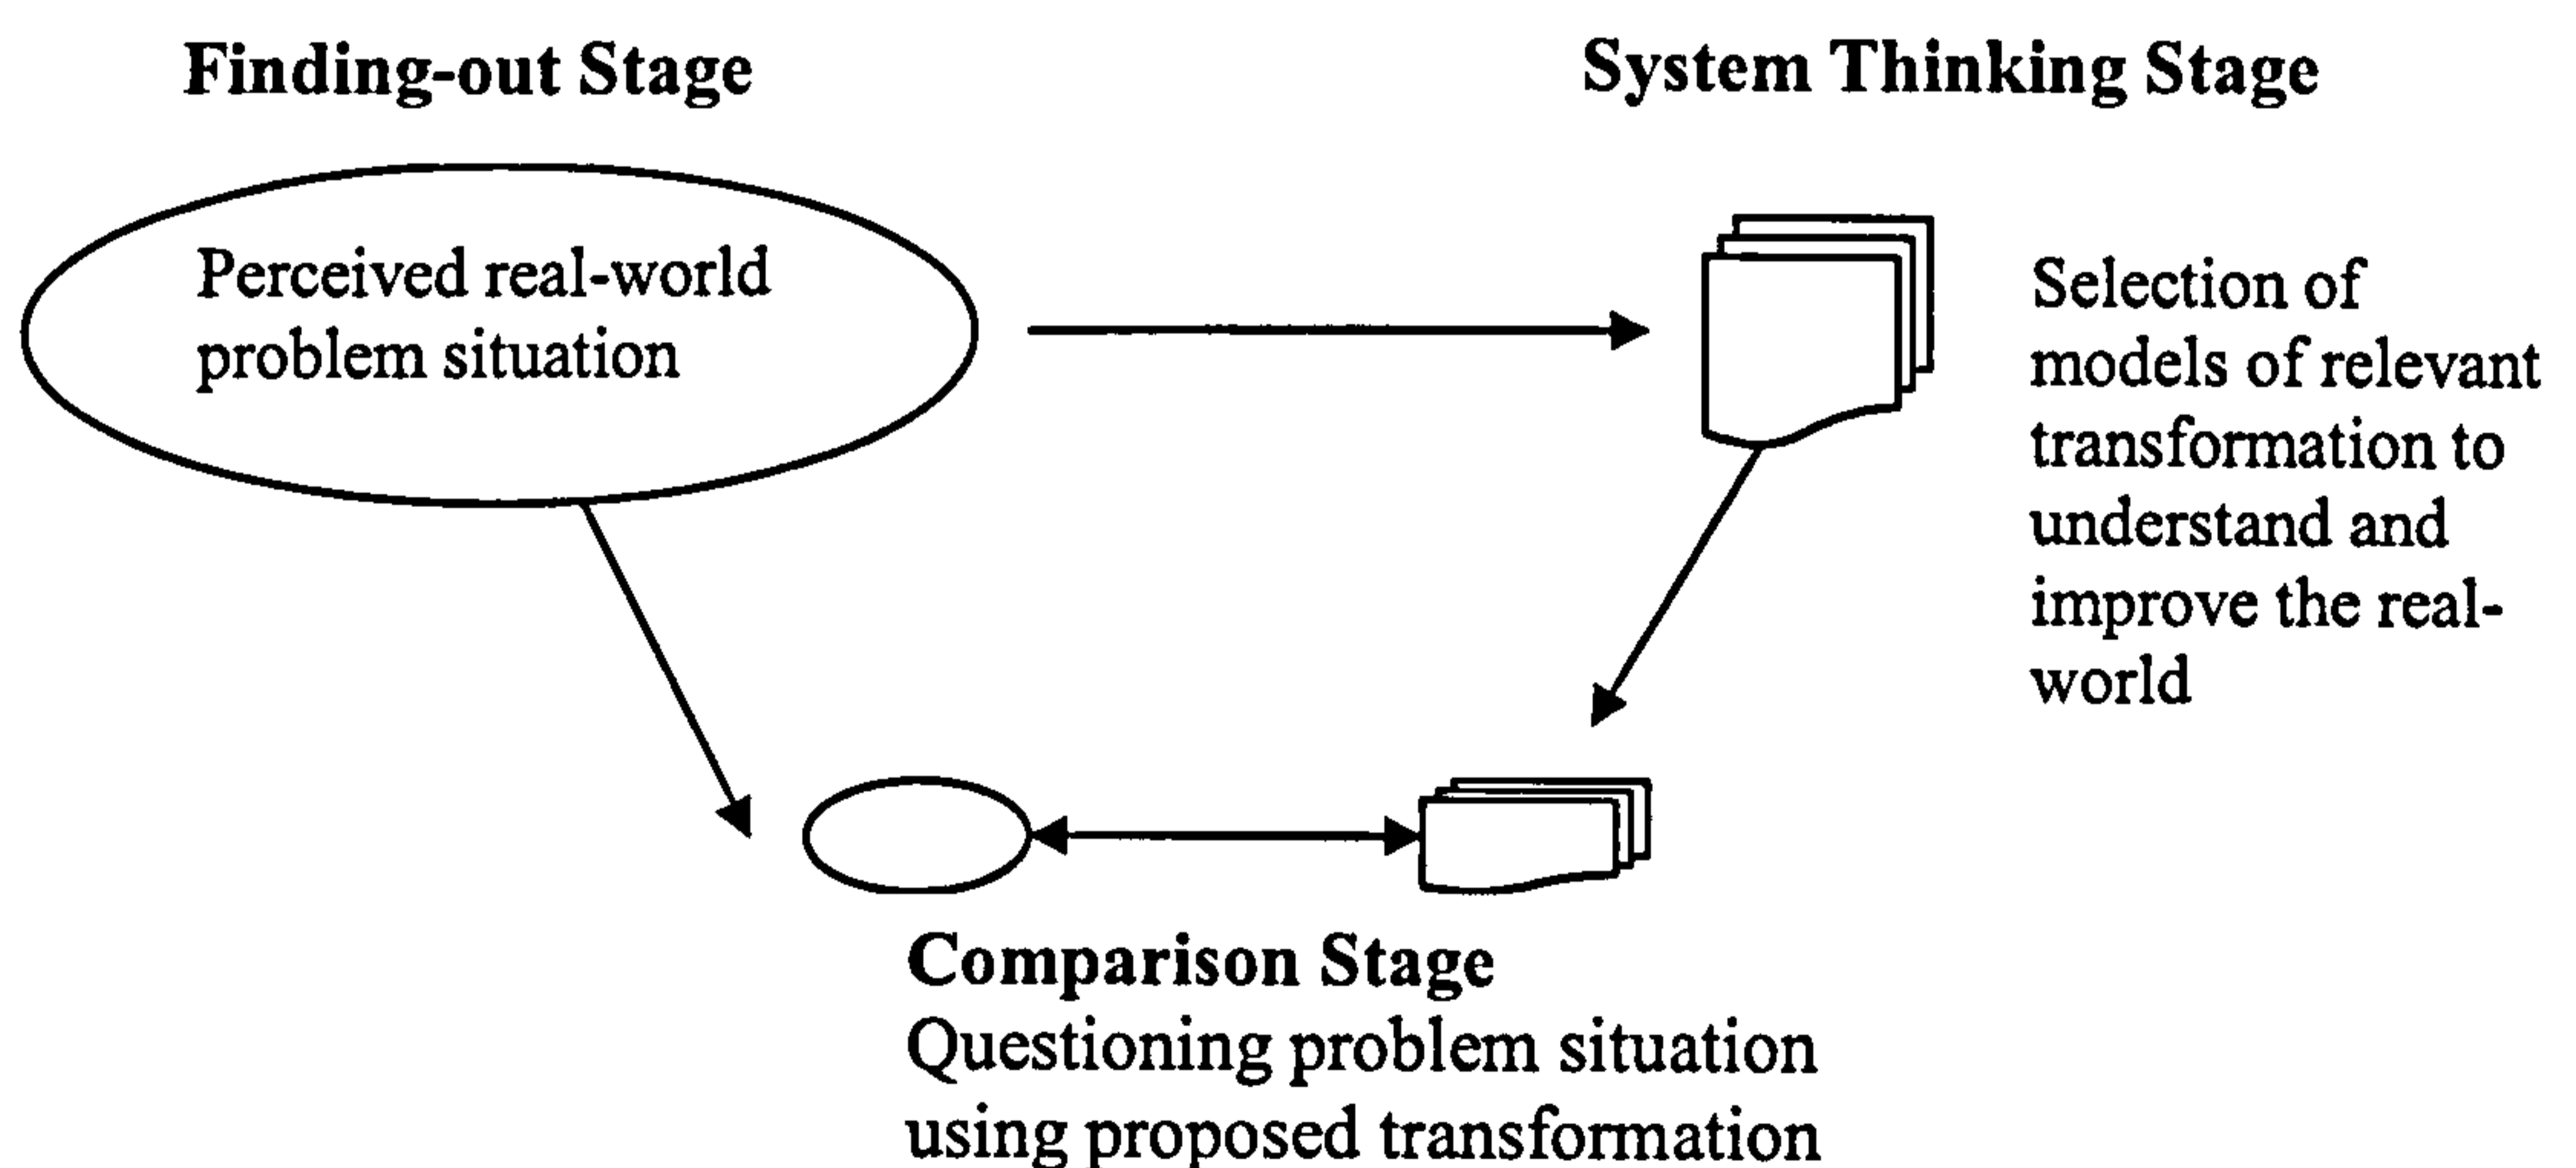 Finding-out Stage
System Thinking Stage
Perceived real-world
problem situation
Selection of
models of relevant
transformation to
understand and
improve the real-
world
Comparison Stage
Questioning problem situation
using proposed transformation